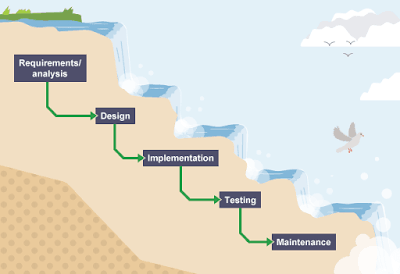 Requirements/
analysis
Design
Implementation
Testing
Maintenance